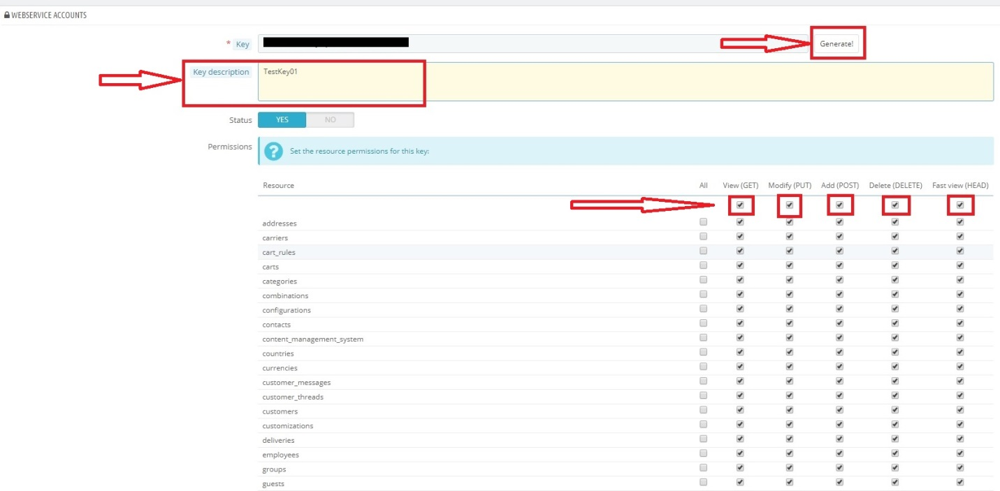 WEBSERVICE ACCOUNTS
* Key Generate!
Key description TestKey01
Status YES NO
Permissions ? Set the resource permissions for this key:
Resource All View (GET) Modify (PUT) Add (POST) Delete (DELETE) Fast view (HEAD)
addresses
carriers
cart_rules
carts
categories
combinations
configurations
contacts
content_management_system
countries
currencies
customer_messages
customer_threads
customers
customizations
deliveries
employees
groups
guests